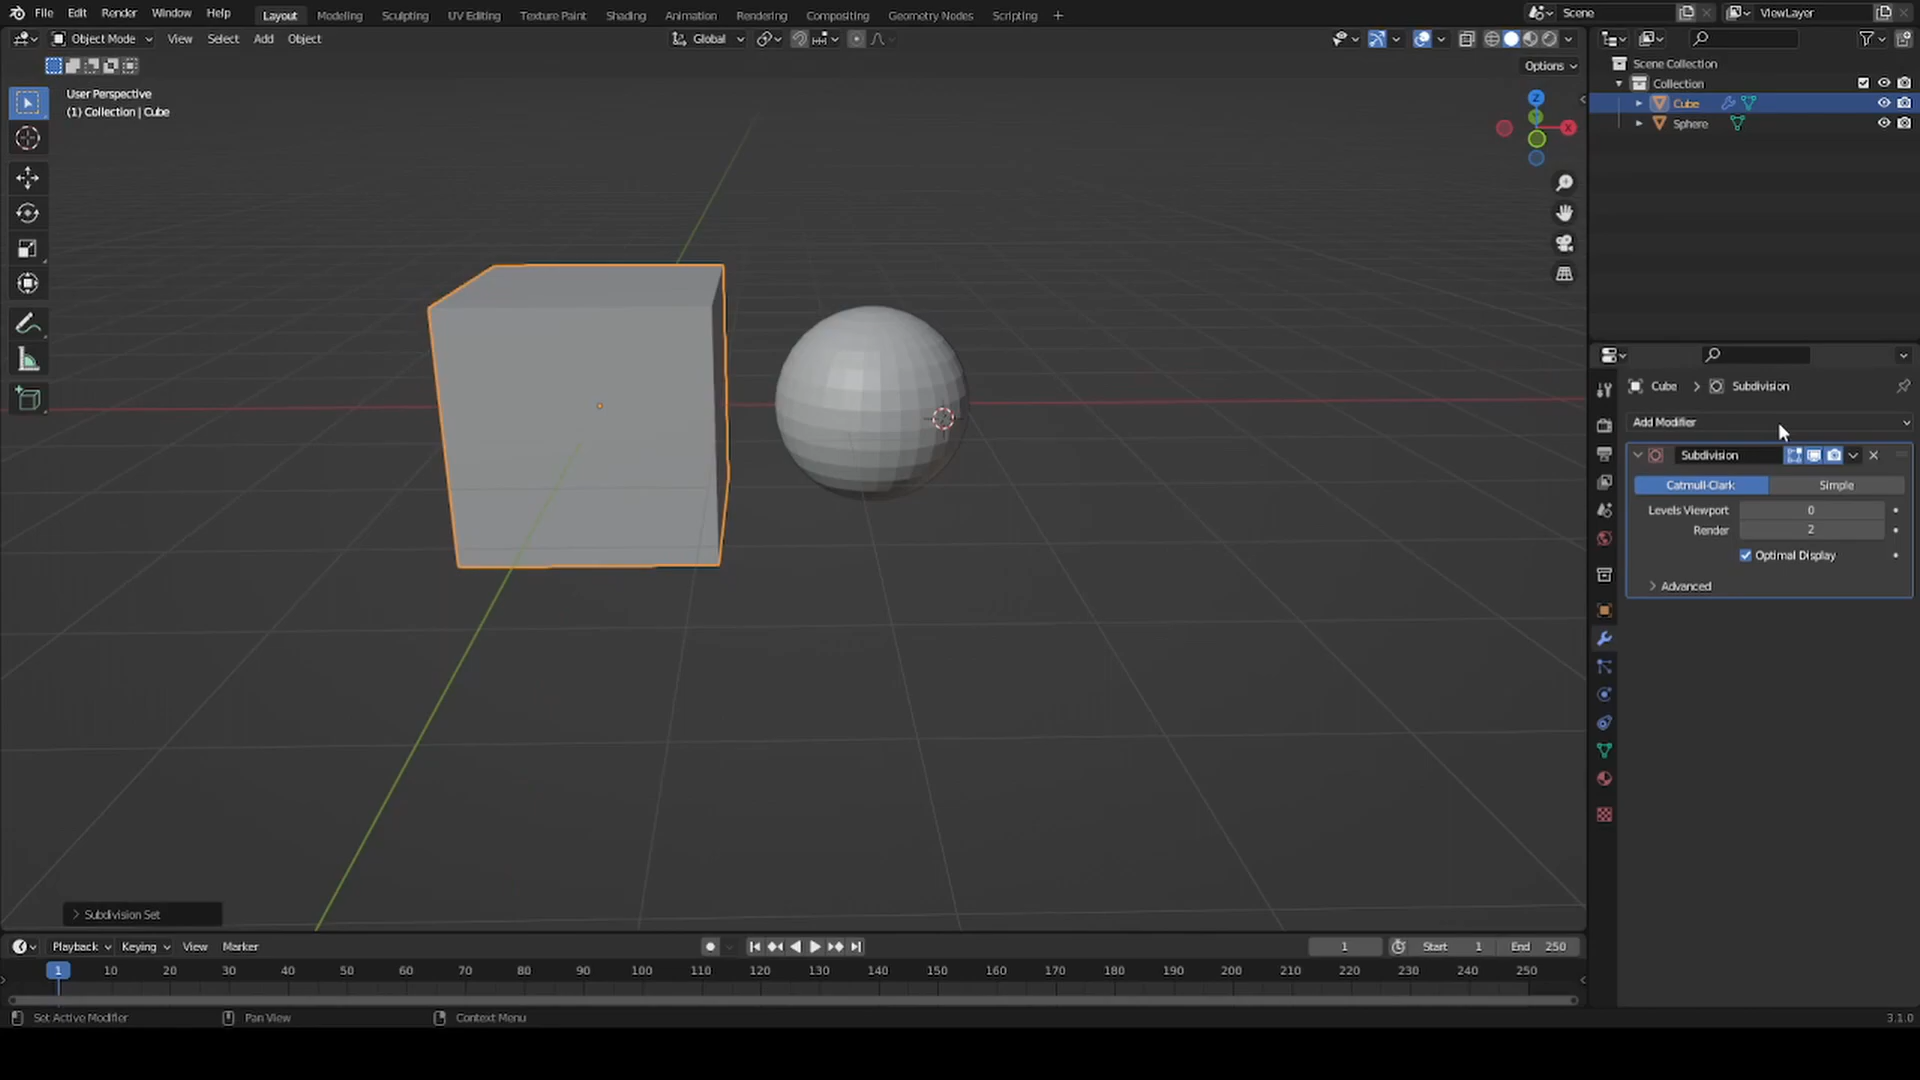 File Edit Render Window Help Layout Modeling Sculpting UV Editing Texture Paint Shading Animation Rendering Compositing Geometry Nodes Scripting + Scene ViewLayer
Object Mode View Select Add Object Global
Options
User Perspective
(1) Collection | Cube
Z
X
Scene Collection
Collection
Cube
Sphere
Cube > Subdivision
Add Modifier
Subdivision
Catmull-Clark Simple
Levels Viewport 0
Render 2
Optimal Display
Advanced
Subdivision Set
Playback Keying View Marker 1 Start 1 End 250
1 10 20 30 40 50 60 70 80 90 100 110 120 130 140 150 160 170 180 190 200 210 220 230 240 250
Set Active Modifier Pan View Context Menu 3.1.0